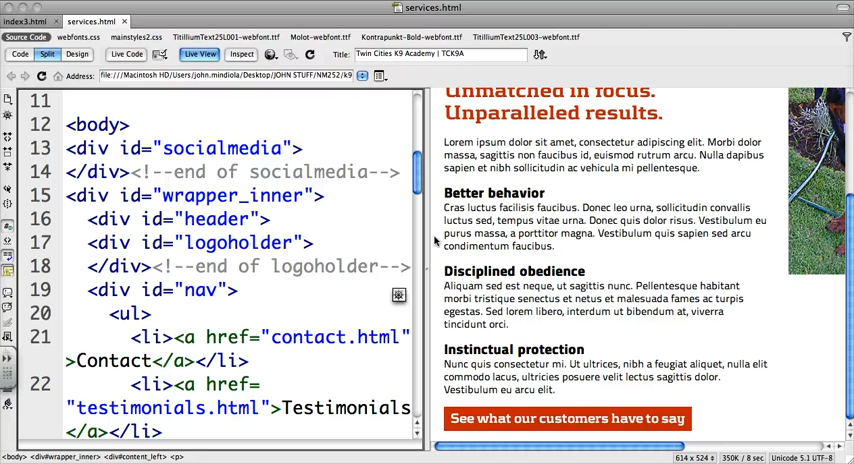 services.html
index3.html
services.html
Source Code webfonts.css mainstyles2.css TitilliumText25L001-webfont.ttf Molot-webfont.ttf Kontrapunkt-Bold-webfont.ttf TitilliumText25L003-webfont.ttf
Code Split Design Live Code Live View Inspect Title: Twin Cities K9 Academy | TCK9A
Address: file:///Macintosh HD/Users/john.mindiola/Desktop/JOHN STUFF/NM252/k9
11
12 <body>
13 <div id="socialmedia">
14 </div><!--end of socialmedia-->
15 <div id="wrapper_inner">
16 <div id="header">
17 <div id="logoholder">
18 </div><!--end of logoholder-->
19 <div id="nav">
20 <ul>
21 <li><a href="contact.html"
>Contact</a></li>
22 <li><a href=
"testimonials.html">Testimonials
</a></li>
Unmatched in focus.
Unparalleled results.
Lorem ipsum dolor sit amet, consectetur adipiscing elit. Morbi dolor
massa, sagittis non faucibus id, euismod rutrum arcu. Nulla dapibus
sapien et nibh sollicitudin ac vehicula mi pellentesque.
Better behavior
Cras luctus facilisis faucibus. Donec leo urna, sollicitudin convallis
luctus sed, tempus vitae urna. Donec quis dolor risus. Vestibulum eu
purus massa, a porttitor magna. Vestibulum quis sapien sed arcu
condimentum faucibus.
Disciplined obedience
Aliquam sed est neque, ut sagittis nunc. Pellentesque habitant
morbi tristique senectus et netus et malesuada fames ac turpis
egestas. Sed lorem libero, interdum ut bibendum at, viverra
tincidunt orci.
Instinctual protection
Nunc quis consectetur mi. Ut ultrices, nibh a feugiat aliquet, nulla est
commodo lacus, ultricies posuere velit lectus sagittis dolor.
Vestibulum eu arcu elit.
See what our customers have to say
<body> <div#wrapper_inner> <div#content_left> <p>
614 x 524 350K / 8 sec Unicode 5.1 UTF-8